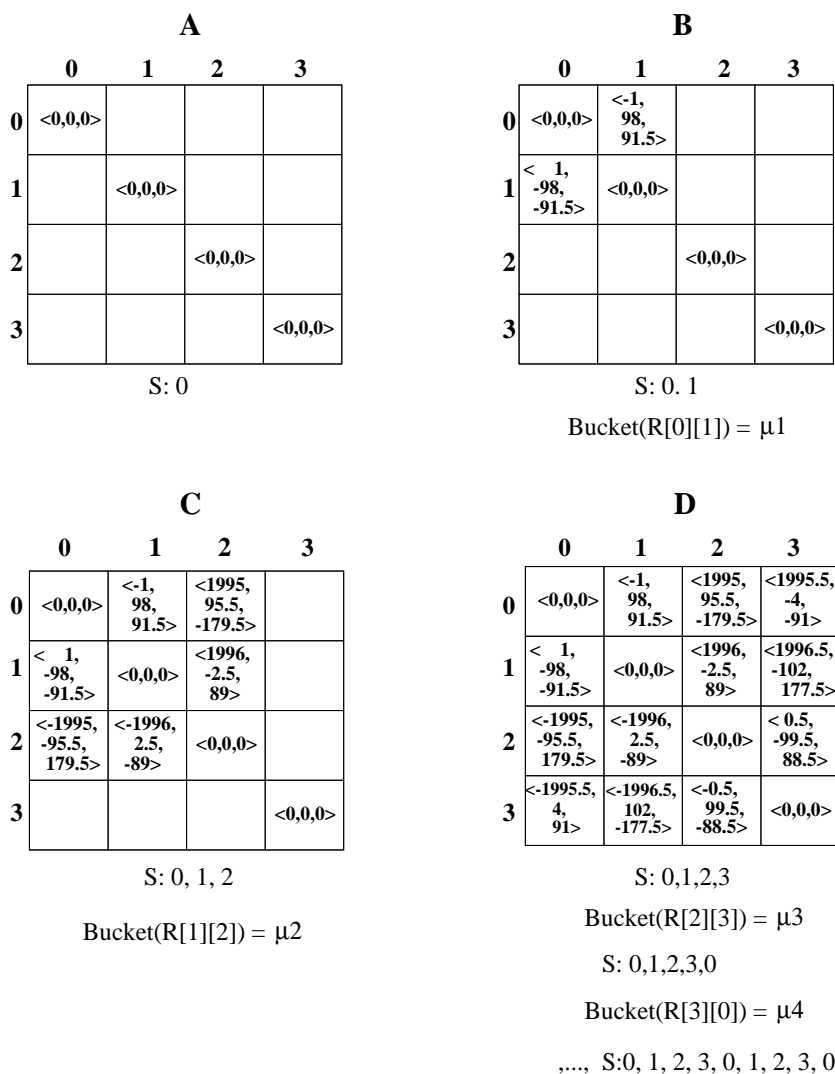 A
0 1 2 3
0 <0,0,0>
1 <0,0,0>
2 <0,0,0>
3 <0,0,0>
S: 0
B
0 1 2 3
0 <0,0,0> <-1, 98, 91.5>
1 < 1, -98, -91.5> <0,0,0>
2 <0,0,0>
3 <0,0,0>
S: 0. 1
Bucket(R[0][1]) = µ1
C
0 1 2 3
0 <0,0,0> <-1, 98, 91.5> <1995, 95.5, -179.5>
1 < 1, -98, -91.5> <0,0,0> <1996, -2.5, 89>
2 <-1995, -95.5, 179.5> <-1996, 2.5, -89> <0,0,0>
3 <0,0,0>
S: 0, 1, 2
Bucket(R[1][2]) = µ2
D
0 1 2 3
0 <0,0,0> <-1, 98, 91.5> <1995, 95.5, -179.5> <1995.5, -4, -91>
1 < 1, -98, -91.5> <0,0,0> <1996, -2.5, 89> <1996.5, -102, 177.5>
2 <-1995, -95.5, 179.5> <-1996, 2.5, -89> <0,0,0> < 0.5, -99.5, 88.5>
3 <-1995.5, 4, 91> <-1996.5, 102, -177.5> <-0.5, 99.5, -88.5> <0,0,0>
S: 0,1,2,3
Bucket(R[2][3]) = µ3
S: 0,1,2,3,0
Bucket(R[3][0]) = µ4
,..., S:0, 1, 2, 3, 0, 1, 2, 3, 0